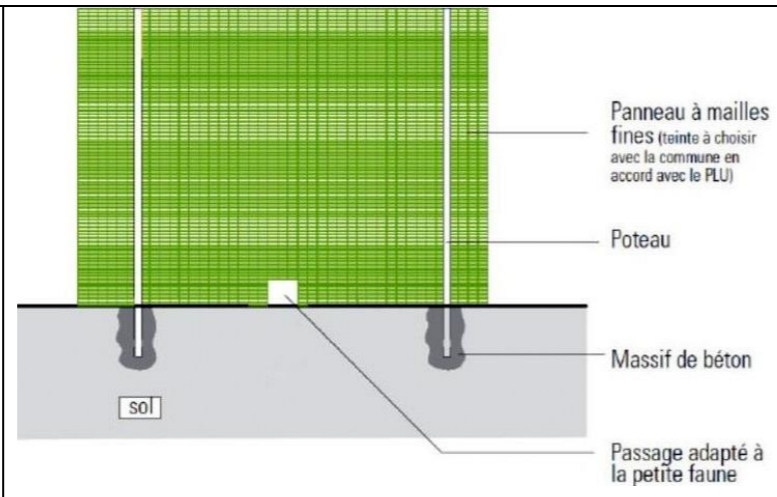 Panneau à mailles
fines (teinte à choisir
avec la commune en
accord avec le PLU)
Poteau
Massif de béton
sol
Passage adapté à
la petite faune